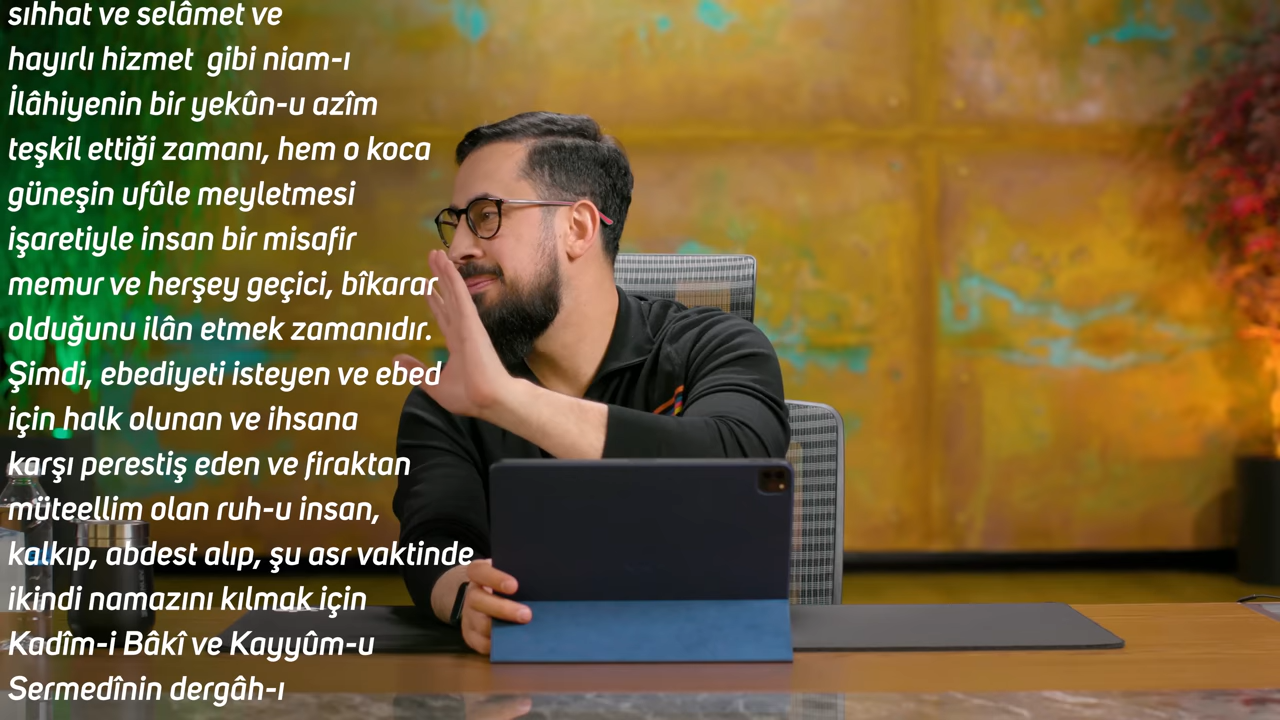 sıhhat ve selâmet ve
hayırlı hizmet gibi niam-ı
İlâhiyenin bir yekûn-u azîm
teşkil ettiği zamanı, hem o koca
güneşin ufûle meyletmesi
işaretiyle insan bir misafir
memur ve herşey geçici, bîkarar
olduğunu ilân etmek zamanıdır.
Şimdi, ebediyeti isteyen ve ebed
için halk olunan ve ihsana
karşı perestiş eden ve firaktan
müteellim olan ruh-u insan,
kalkıp, abdest alıp, şu asr vaktinde
ikindi namazını kılmak için
Kadîm-i Bâkî ve Kayyûm-u
Sermedînin dergâh-ı